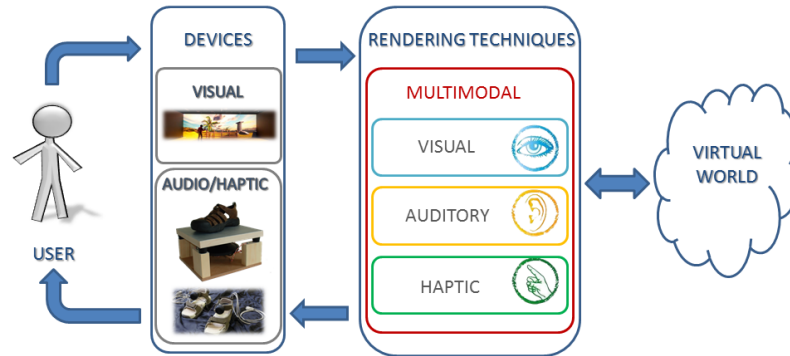 DEVICES
RENDERING TECHNIQUES
VISUAL
MULTIMODAL
VISUAL
VIRTUAL
WORLD
AUDIO/HAPTIC
AUDITORY
USER
HAPTIC